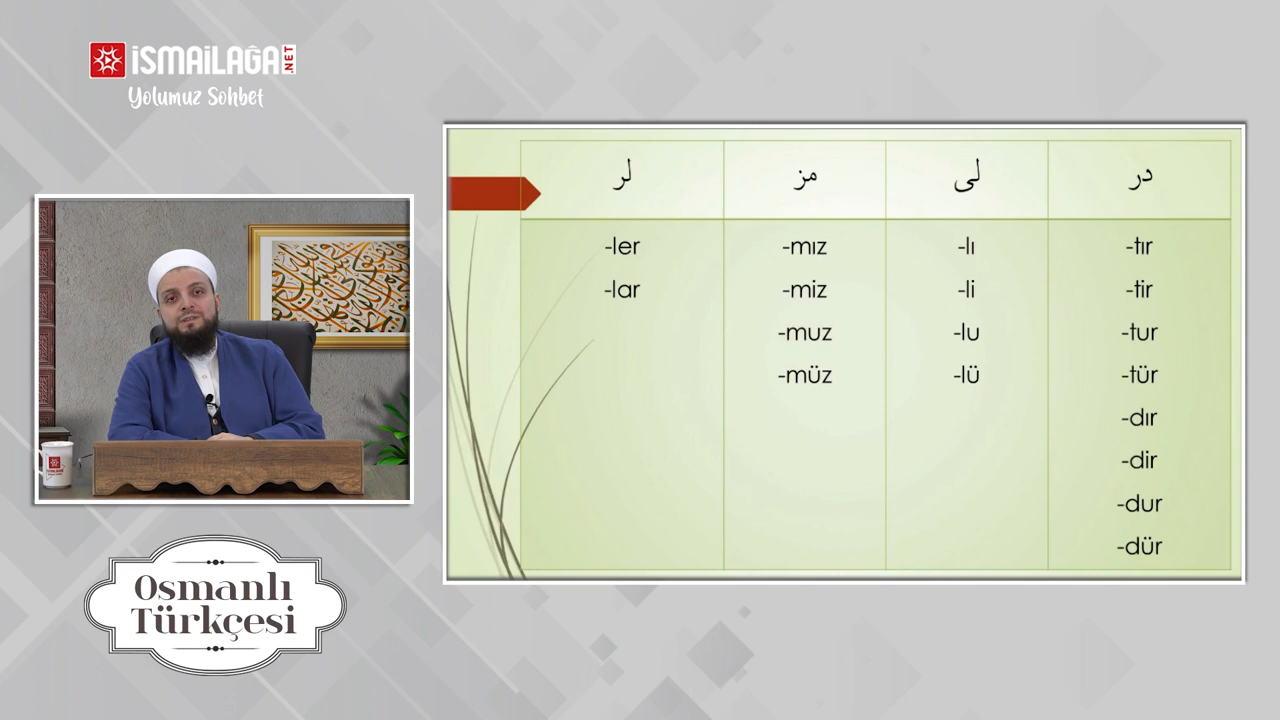 İSMAİLAĞA.NET
Yolumuz Sohbet
لر مز لی در
-ler -mız -lı -tır
-lar -miz -li -tir
-muz -lu -tur
-müz -lü -tür
-dır
-dir
-dur
-dür
Osmanlı
Türkçesi